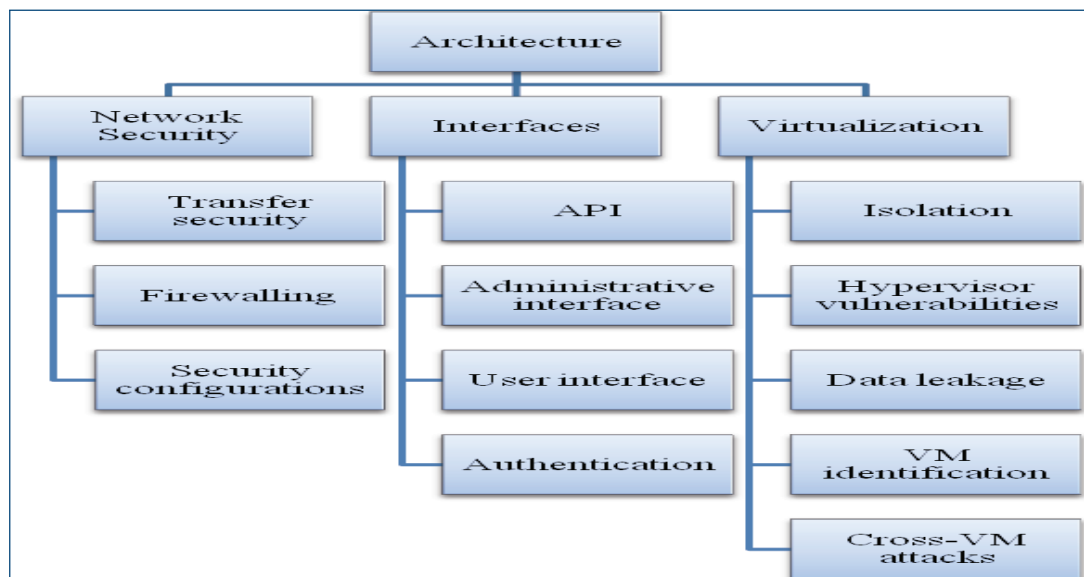 Architecture
Network
Security
Interfaces
Virtualization
Transfer
security
Firewalling
Security
configurations
API
Administrative
interface
User interface
Authentication
Isolation
Hypervisor
vulnerabilities
Data leakage
VM
identification
Cross-VM
attacks